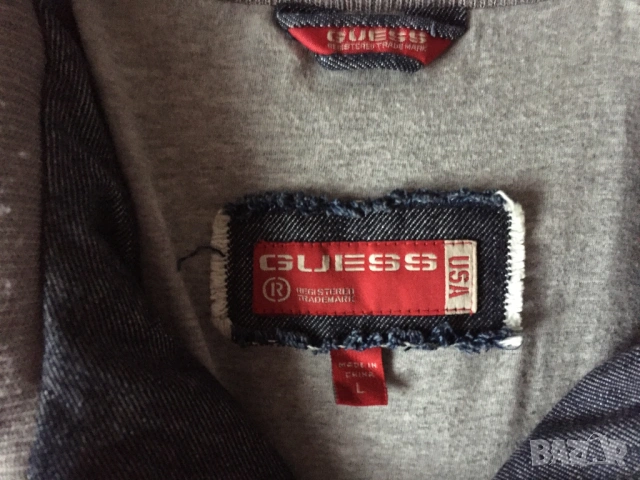 GUESS
REGISTERED TRADEMARK
GUESS
USA
R
REGISTERED
TRADEMARK
MADE IN
CHINA
L
BAZAR